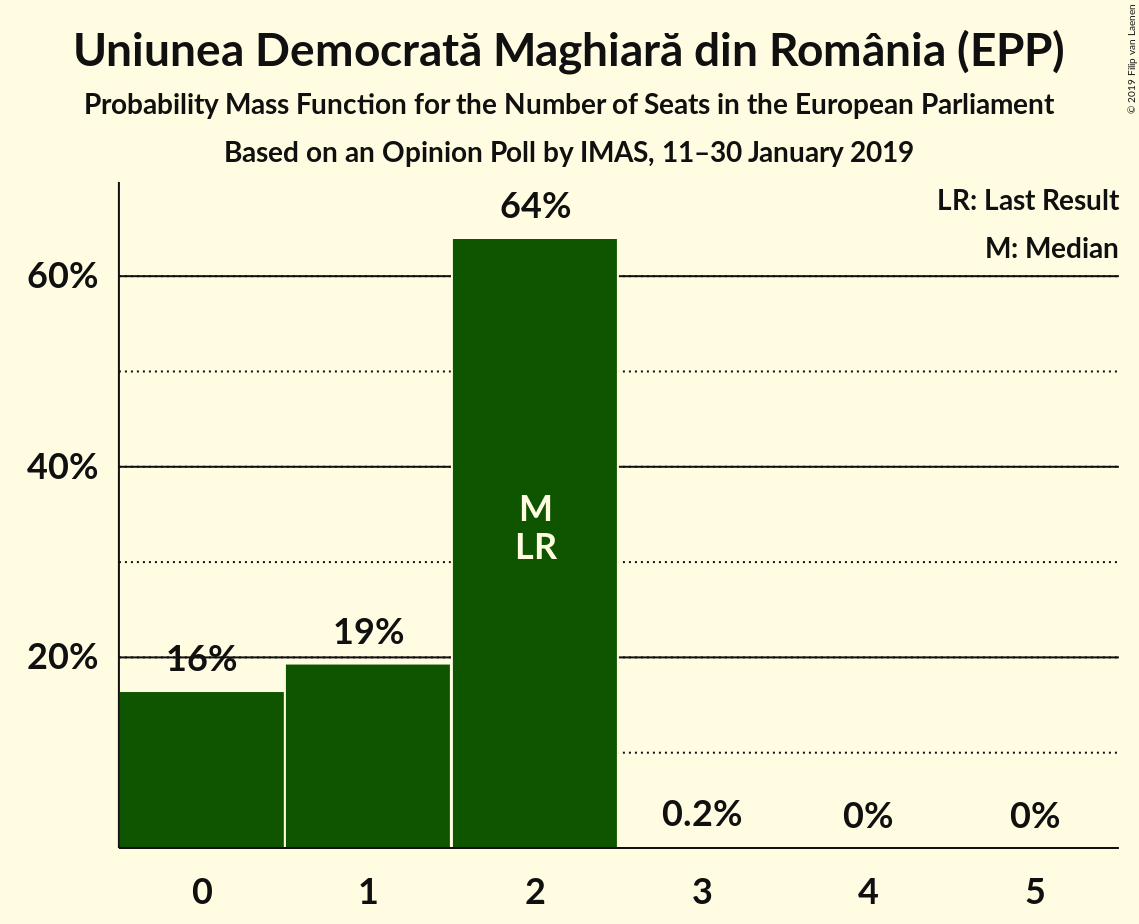 Uniunea Democrată Maghiară din România (EPP)
Probability Mass Function for the Number of Seats in the European Parliament
Based on an Opinion Poll by IMAS, 11–30 January 2019
© 2019 Filip van Laenen
LR: Last Result
M: Median
64%
60%
40%
M
LR
19%
20%
16%
0.2%
0%
0%
0
1
2
3
4
5